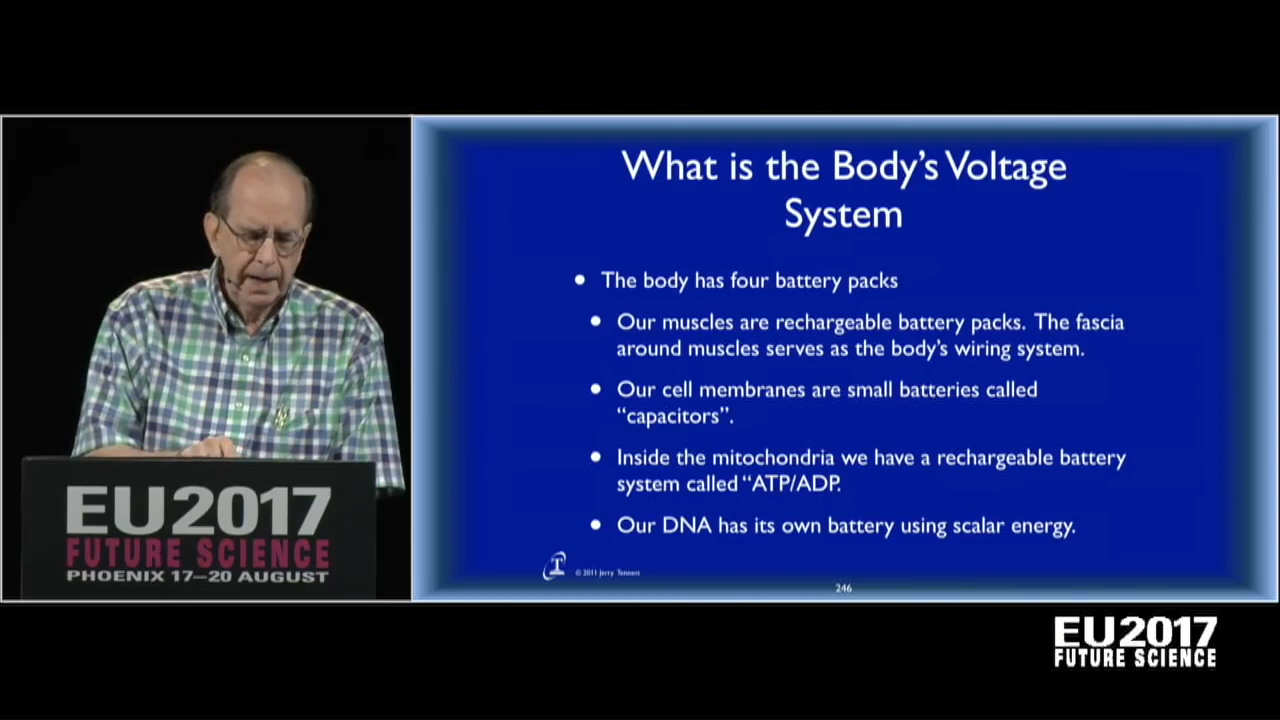 What is the Body's Voltage
System
• The body has four battery packs
• Our muscles are rechargeable battery packs. The fascia
around muscles serves as the body's wiring system.
• Our cell membranes are small batteries called
"capacitors".
• Inside the mitochondria we have a rechargeable battery
system called "ATP/ADP.
• Our DNA has its own battery using scalar energy.
T
© 2011 Jerry Tennant
246
EU2017
FUTURE SCIENCE
PHOENIX 17–20 AUGUST
EU2017
FUTURE SCIENCE